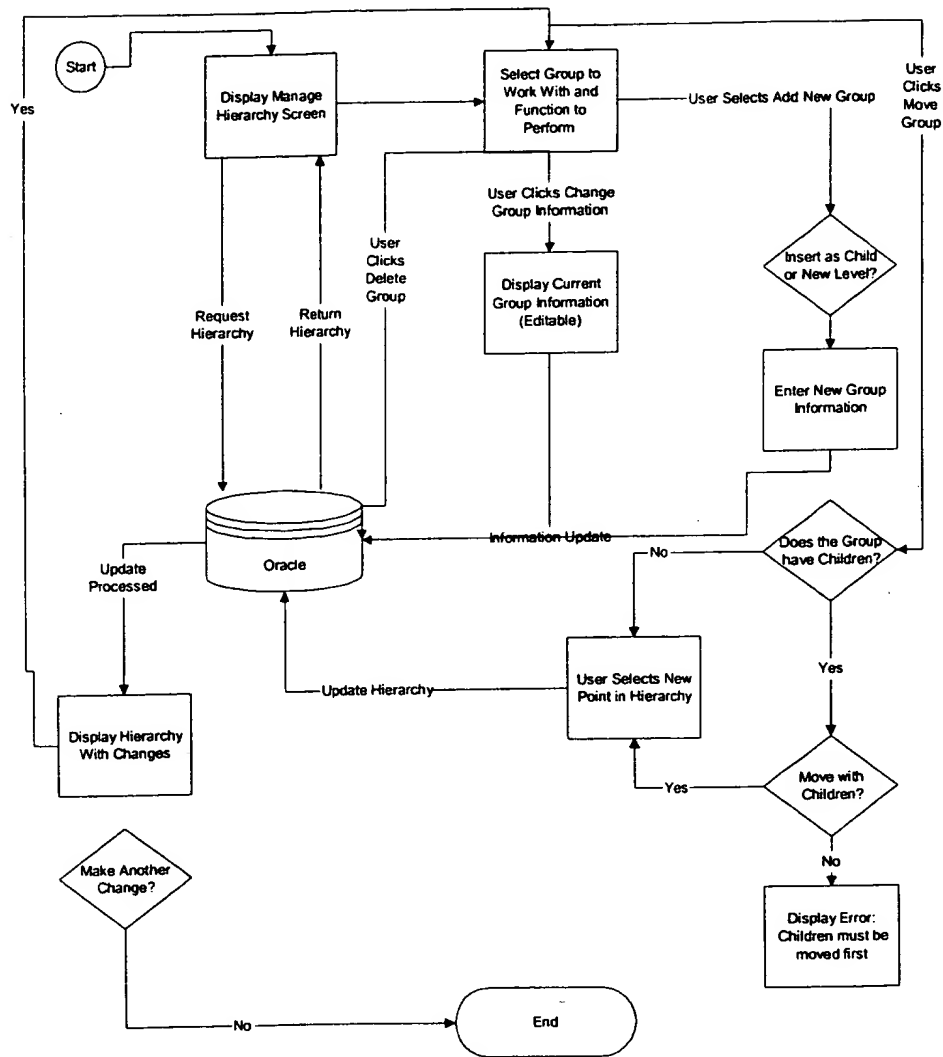 Start
Yes
Display Manage
Hierarchy Screen
Select Group to
Work With and
Function to
Perform
User Selects Add New Group
User
Clicks
Move
Group
User Clicks Change
Group Information
User
Clicks
Delete
Group
Insert as Child
or New Level?
Display Current
Group Information
(Editable)
Request
Hierarchy
Return
Hierarchy
Enter New Group
Information
Information Update
Oracle
Does the Group
have Children?
No
Update
Processed
Yes
User Selects New
Point in Hierarchy
Update Hierarchy
Display Hierarchy
With Changes
Move with
Children?
Yes
No
Make Another
Change?
Display Error:
Children must be
moved first
No
End